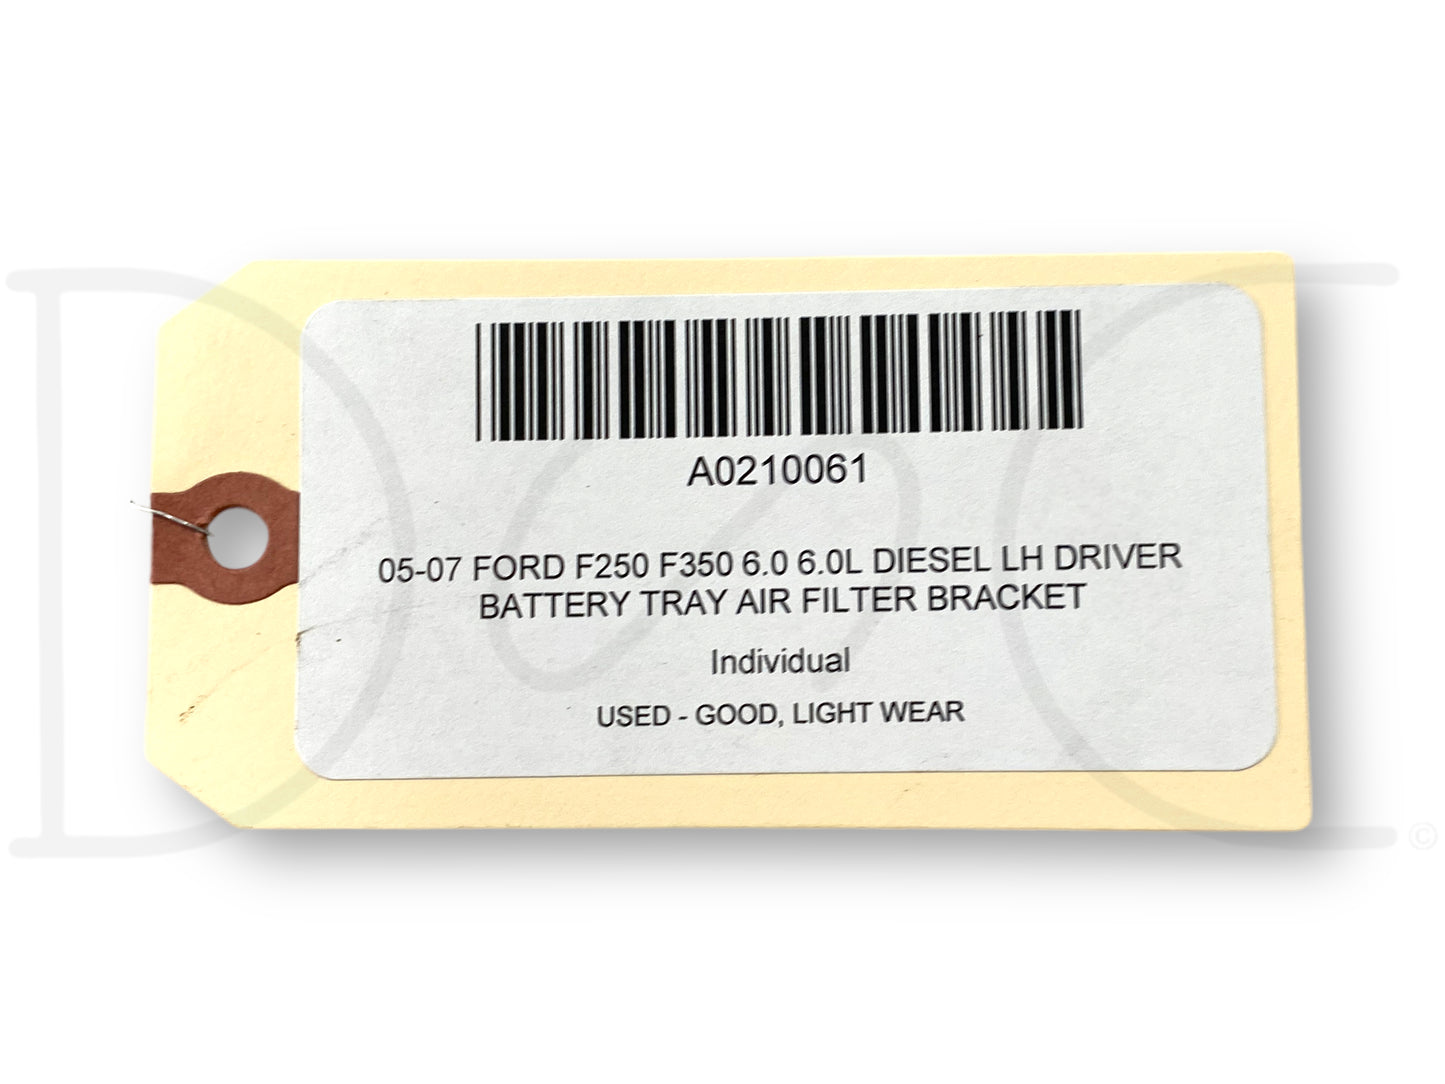 A0210061
05-07 FORD F250 F350 6.0 6.0L DIESEL LH DRIVER
BATTERY TRAY AIR FILTER BRACKET
Individual
USED - GOOD, LIGHT WEAR
©